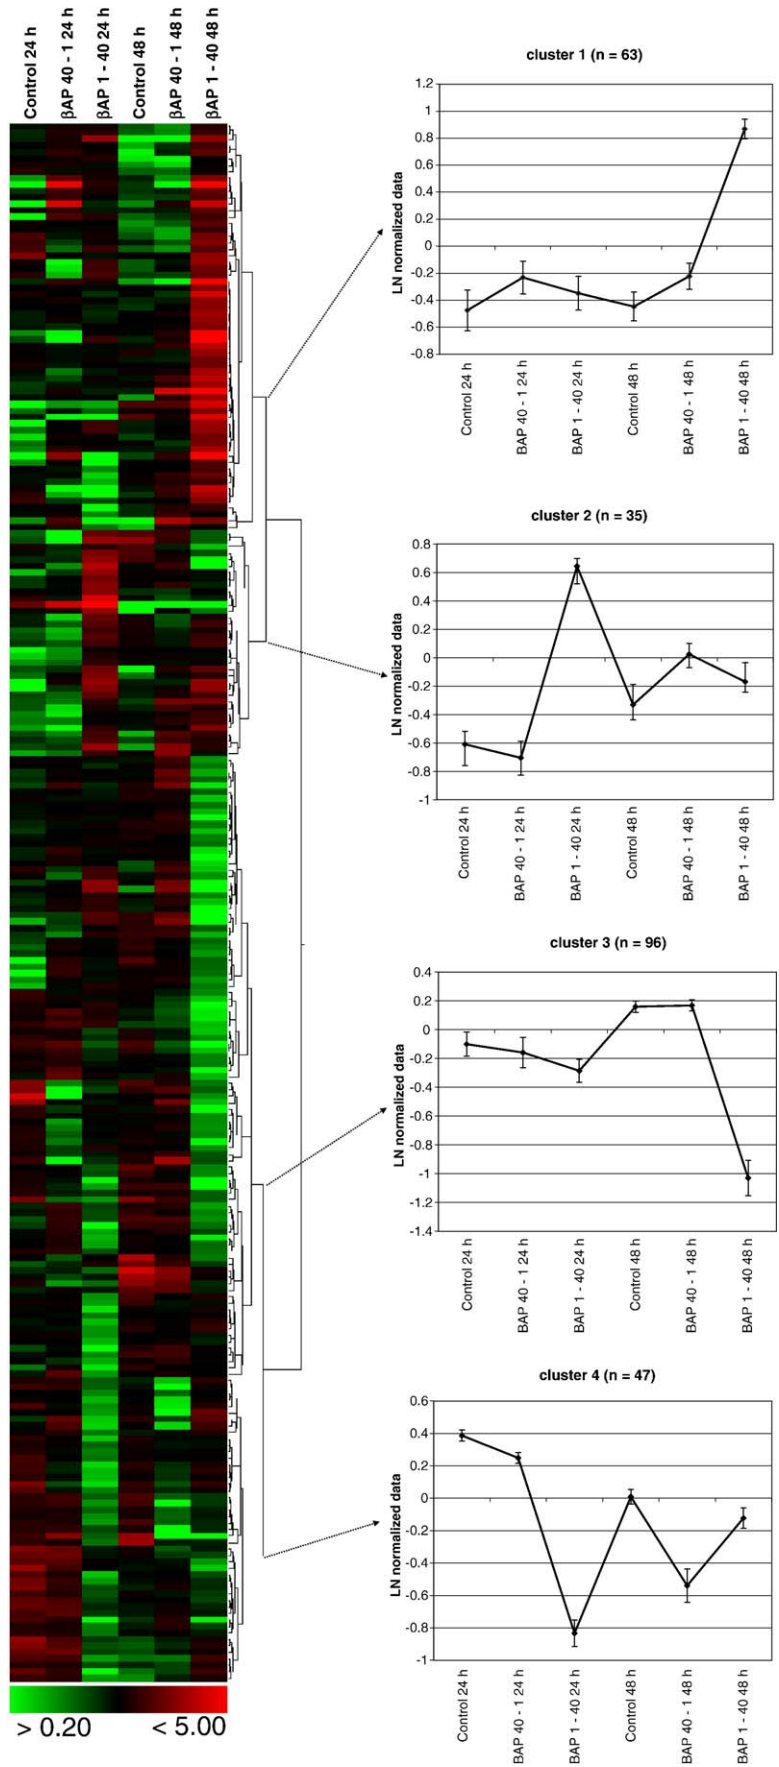 Control 24 h
βAP 40 - 1 24 h
βAP 1 - 40 24 h
Control 48 h
βAP 40 - 1 48 h
βAP 1 - 40 48 h
> 0.20
< 5.00
cluster 1 (n = 63)
LN normalized data
1.2
1
0.8
0.6
0.4
0.2
0
-0.2
-0.4
-0.6
-0.8
Control 24 h
BAP 40 - 1 24 h
BAP 1 - 40 24 h
Control 48 h
BAP 40 - 1 48 h
BAP 1 - 40 48 h
cluster 2 (n = 35)
LN normalized data
0.8
0.6
0.4
0.2
0
-0.2
-0.4
-0.6
-0.8
-1
Control 24 h
BAP 40 - 1 24 h
BAP 1 - 40 24 h
Control 48 h
BAP 40 - 1 48 h
BAP 1 - 40 48 h
cluster 3 (n = 96)
LN normalized data
0.4
0.2
0
-0.2
-0.4
-0.6
-0.8
-1
-1.2
-1.4
Control 24 h
BAP 40 - 1 24 h
BAP 1 - 40 24 h
Control 48 h
BAP 40 - 1 48 h
BAP 1 - 40 48 h
cluster 4 (n = 47)
LN normalized data
0.6
0.4
0.2
0
-0.2
-0.4
-0.6
-0.8
-1
Control 24 h
BAP 40 - 1 24 h
BAP 1 - 40 24 h
Control 48 h
BAP 40 - 1 48 h
BAP 1 - 40 48 h